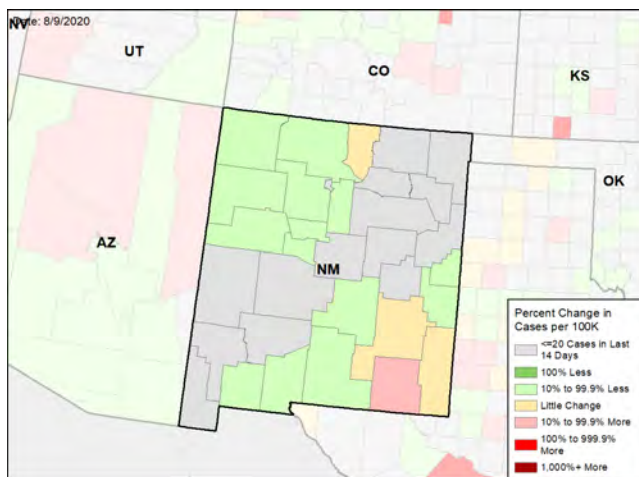 Date: 8/9/2020
NV
UT
CO
KS
OK
AZ
NM
Percent Change in
Cases per 100K
<=20 Cases in Last
14 Days
100% Less
10% to 99.9% Less
Little Change
10% to 99.9% More
100% to 999.9%
More
1,000%+ More